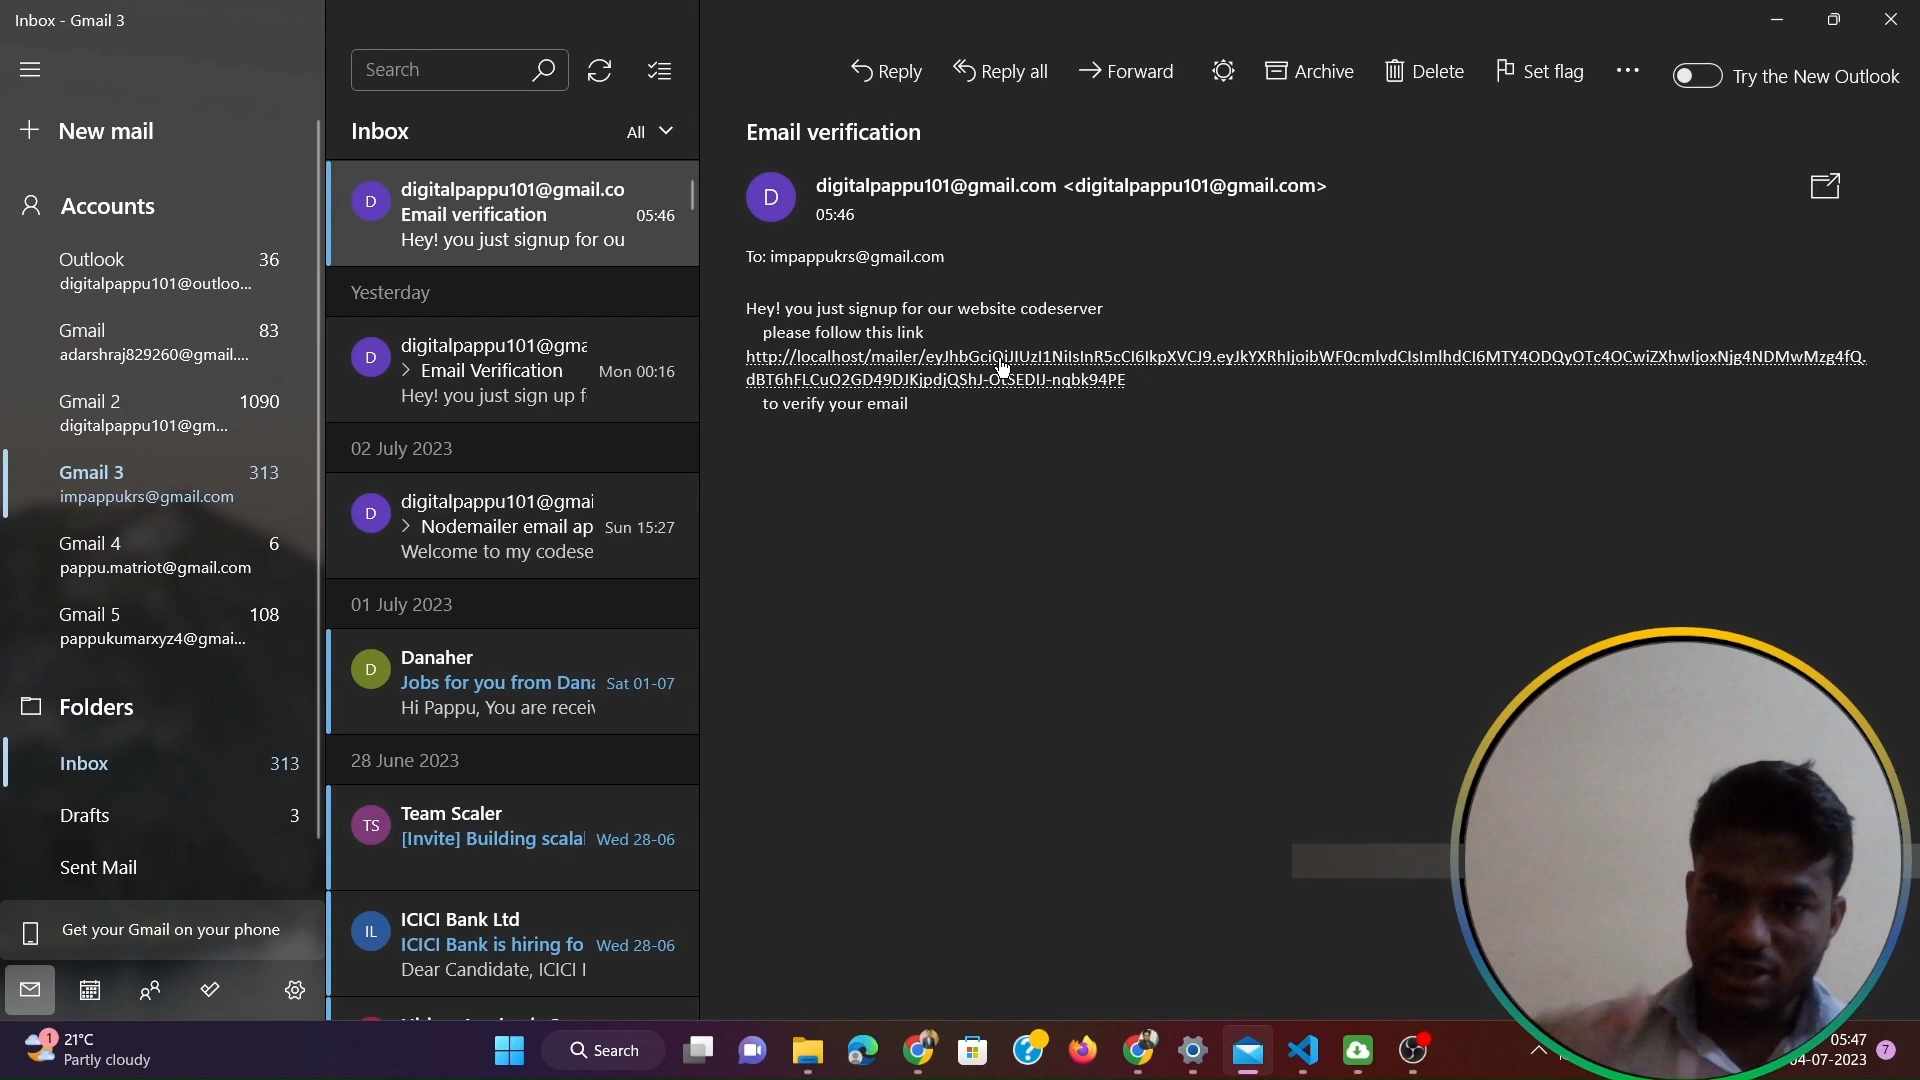 Inbox - Gmail 3
New mail
Accounts
Outlook 36
digitalpappu101@outloo...
Gmail 83
adarshraj829260@gmail....
Gmail 2 1090
digitalpappu101@gm...
Gmail 3 313
impappukrs@gmail.com
Gmail 4 6
pappu.matriot@gmail.com
Gmail 5 108
pappukumarxyz4@gmai...
Folders
Inbox 313
Drafts 3
Sent Mail
Get your Gmail on your phone
Search
Inbox All
D digitalpappu101@gmail.co
Email verification 05:46
Hey! you just signup for ou
Yesterday
D digitalpappu101@gma
> Email Verification Mon 00:16
Hey! you just sign up f
02 July 2023
D digitalpappu101@gmai
> Nodemailer email ap Sun 15:27
Welcome to my codese
01 July 2023
D Danaher
Jobs for you from Dana Sat 01-07
Hi Pappu, You are receiv
28 June 2023
TS Team Scaler
[Invite] Building scalal Wed 28-06
IL ICICI Bank Ltd
ICICI Bank is hiring fo Wed 28-06
Dear Candidate, ICICI I
Reply Reply all Forward Archive Delete Set flag ... Try the New Outlook
Email verification
D digitalpappu101@gmail.com <digitalpappu101@gmail.com>
05:46
To: impappukrs@gmail.com
Hey! you just signup for our website codeserver
please follow this link
to verify your email
1 21°C
Partly cloudy
Search
05:47
04-07-2023 7